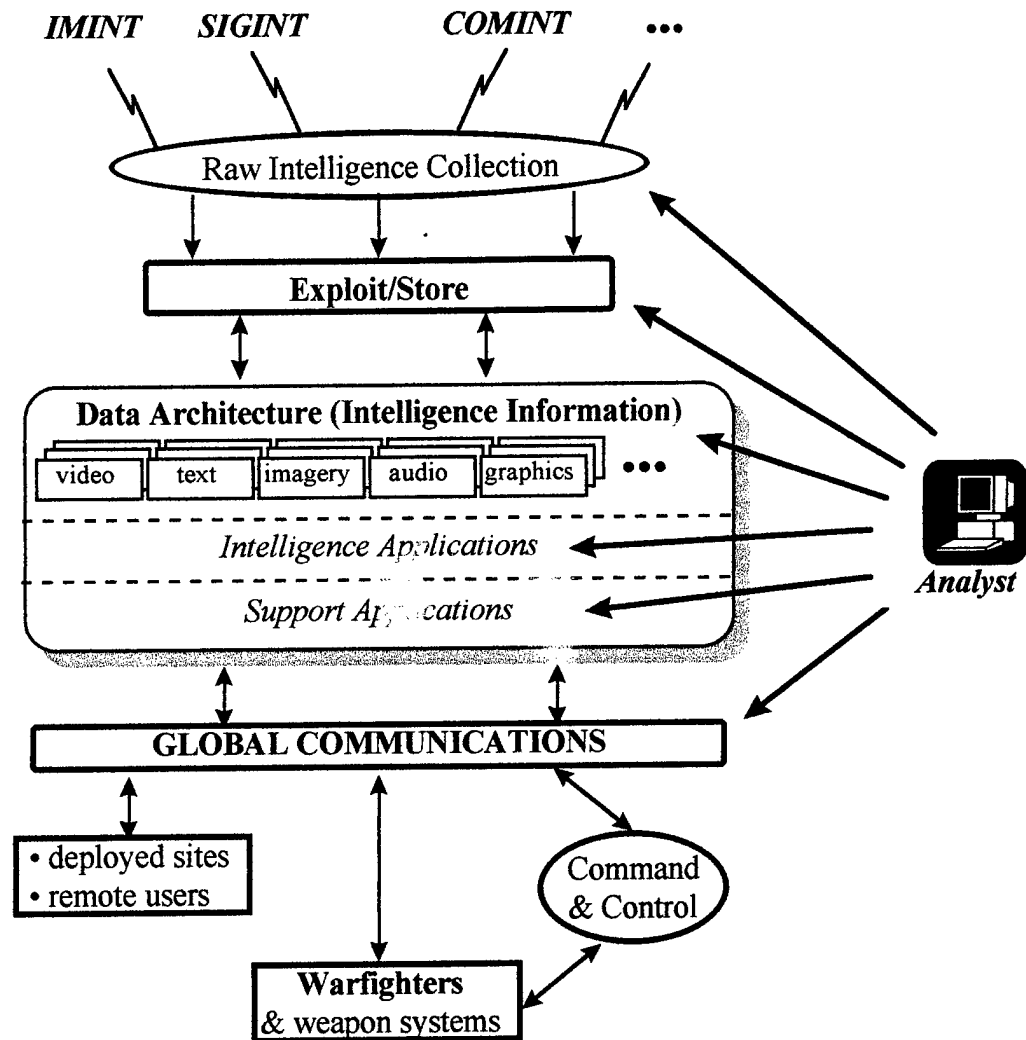 IMINT SIGINT COMINT •••
Raw Intelligence Collection
Exploit/Store
Data Architecture (Intelligence Information)
video text imagery audio graphics •••
Intelligence Applications
Support Applications
Analyst
GLOBAL COMMUNICATIONS
• deployed sites
• remote users
Command
& Control
Warfighters
& weapon systems